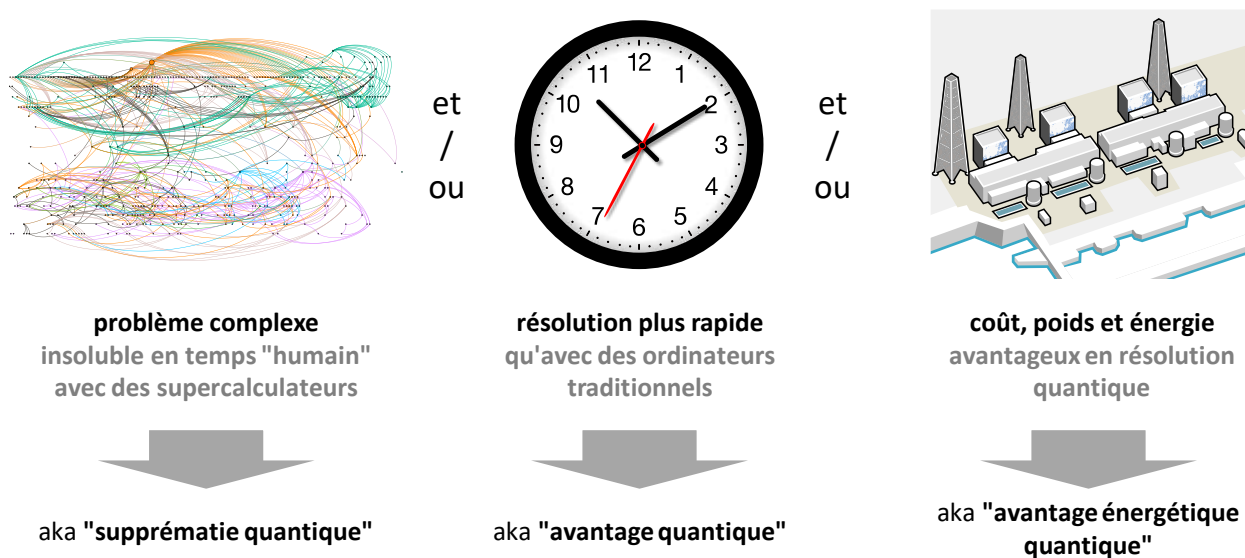 et
/
ou
12
11
1
10
2
9
3
8
4
7
5
6
et
/
ou
problème complexe
insoluble en temps "humain"
avec des supercalculateurs
résolution plus rapide
qu'avec des ordinateurs
traditionnels
coût, poids et énergie
avantageux en résolution
quantique
aka "supprématie quantique"
aka "avantage quantique"
aka "avantage énergétique
quantique"